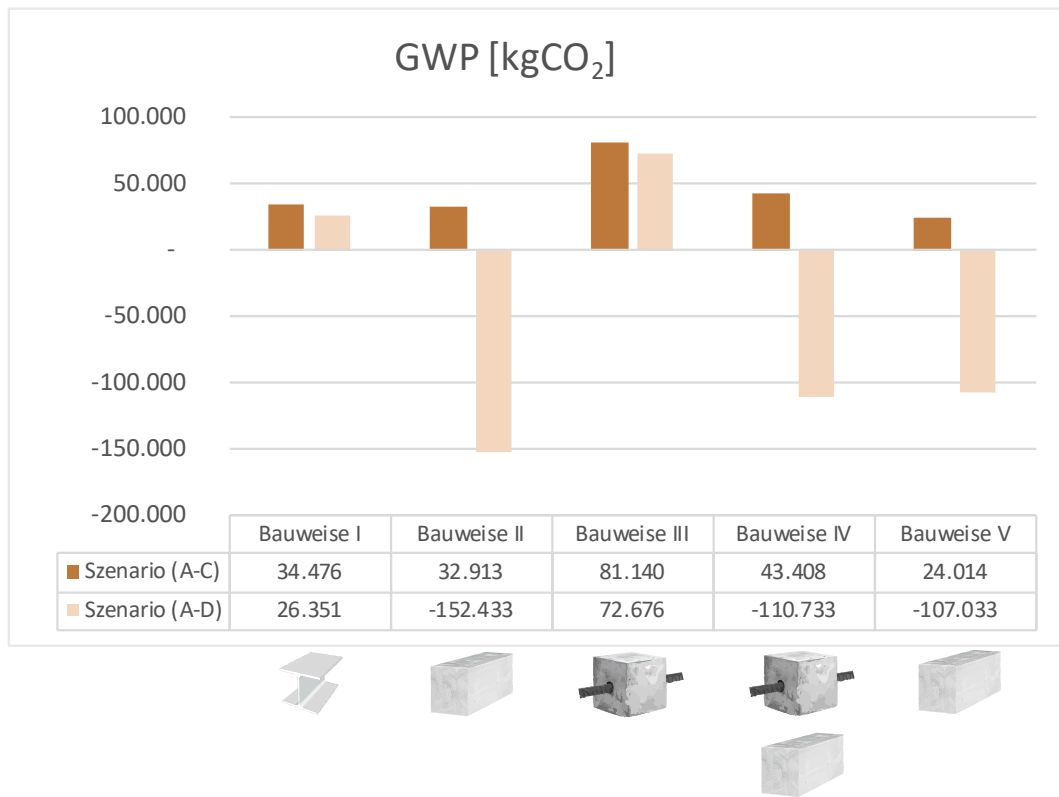 GWP [kgCO₂]
100.000
50.000
-
-50.000
-100.000
-150.000
-200.000
Bauweise I Bauweise II Bauweise III Bauweise IV Bauweise V
Szenario (A-C) 34.476 32.913 81.140 43.408 24.014
Szenario (A-D) 26.351 -152.433 72.676 -110.733 -107.033